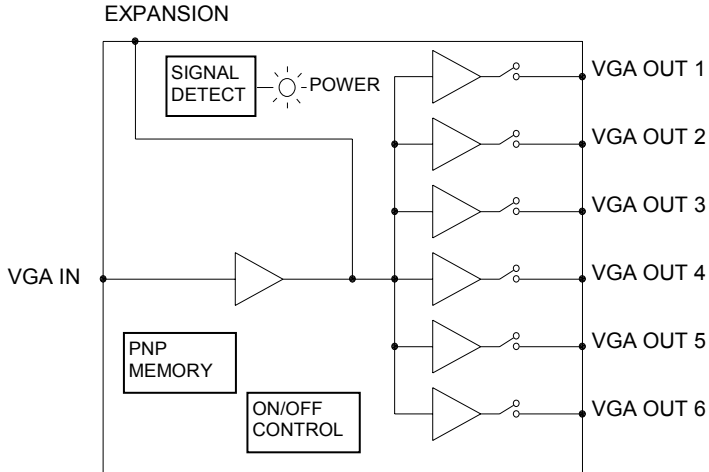 EXPANSION
SIGNAL
DETECT
POWER
VGA OUT 1
VGA OUT 2
VGA OUT 3
VGA IN
VGA OUT 4
PNP
MEMORY
VGA OUT 5
ON/OFF
CONTROL
VGA OUT 6